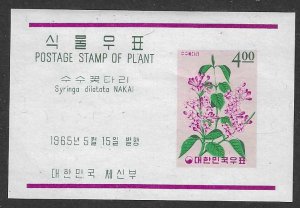 식물우표
POSTAGE STAMP OF PLANT
수수꽃다리
Syringa dilatata NAKAI
1965년 5월 15일 발행
대한민국 체신부
수수꽃다리
4.00
대한민국우표